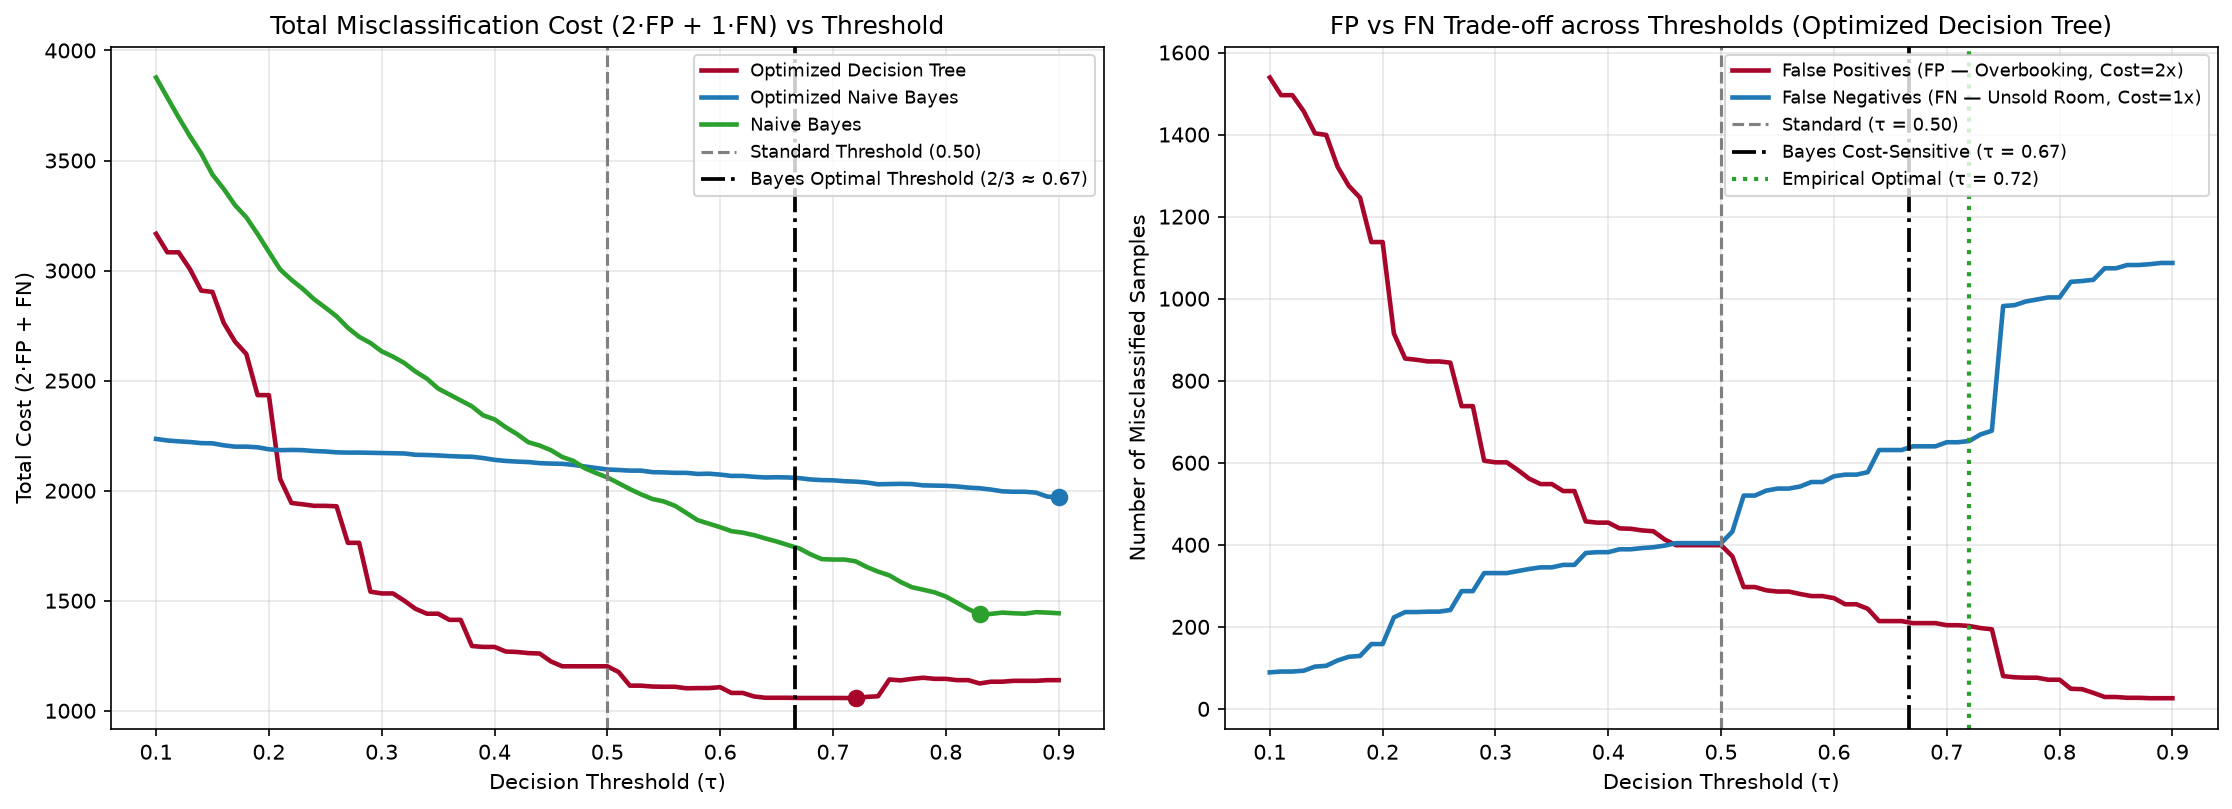 Total Misclassification Cost (2·FP + 1·FN) vs Threshold
Total Cost (2·FP + FN)
4000
3500
3000
2500
2000
1500
1000
Optimized Decision Tree
Optimized Naive Bayes
Naive Bayes
Standard Threshold (0.50)
Bayes Optimal Threshold (2/3 ≈ 0.67)
0.1 0.2 0.3 0.4 0.5 0.6 0.7 0.8 0.9
Decision Threshold (τ)
FP vs FN Trade-off across Thresholds (Optimized Decision Tree)
Number of Misclassified Samples
1600
1400
1200
1000
800
600
400
200
0
False Positives (FP — Overbooking, Cost=2x)
False Negatives (FN — Unsold Room, Cost=1x)
Standard (τ = 0.50)
Bayes Cost-Sensitive (τ = 0.67)
Empirical Optimal (τ = 0.72)
0.1 0.2 0.3 0.4 0.5 0.6 0.7 0.8 0.9
Decision Threshold (τ)